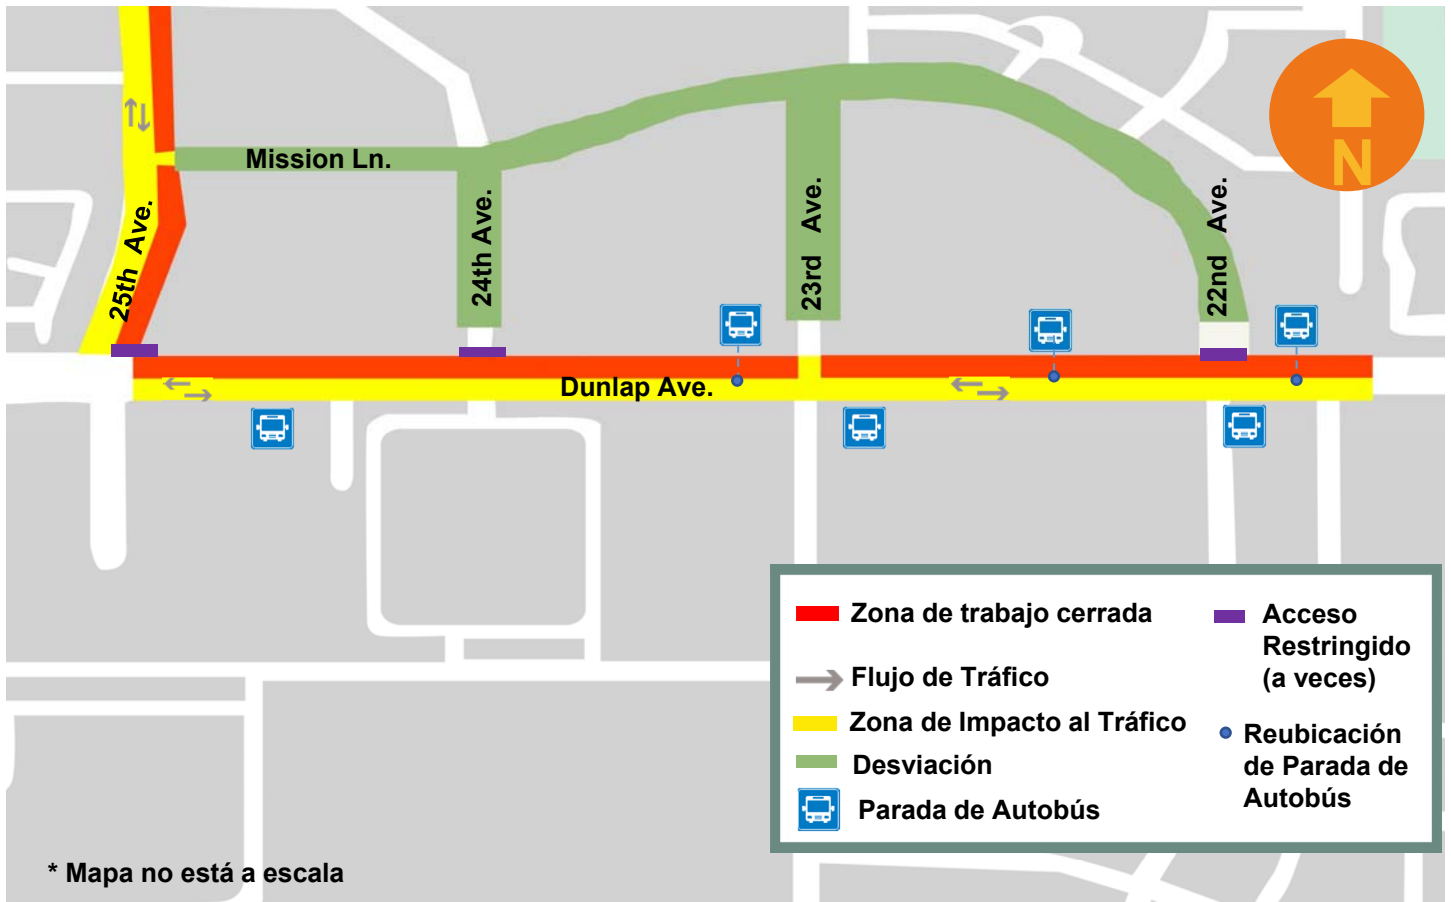 N
Mission Ln.
25th Ave.
24th Ave.
23rd Ave.
22nd Ave.
Dunlap Ave.
Zona de trabajo cerrada
Flujo de Tráfico
Zona de Impacto al Tráfico
Desviación
Parada de Autobús
Acceso
Restringido
(a veces)
Reubicación
de Parada de
Autobús
* Mapa no está a escala